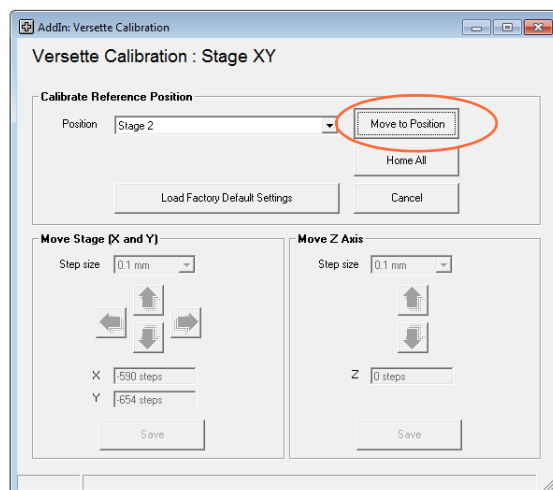 AddIn: Versette Calibration
Versette Calibration : Stage XY
Calibrate Reference Position
Position Stage 2 Move to Position
Home All
Load Factory Default Settings Cancel
Move Stage (X and Y) Move Z Axis
Step size 0.1 mm Step size 0.1 mm
X -590 steps Z 0 steps
Y -654 steps
Save Save